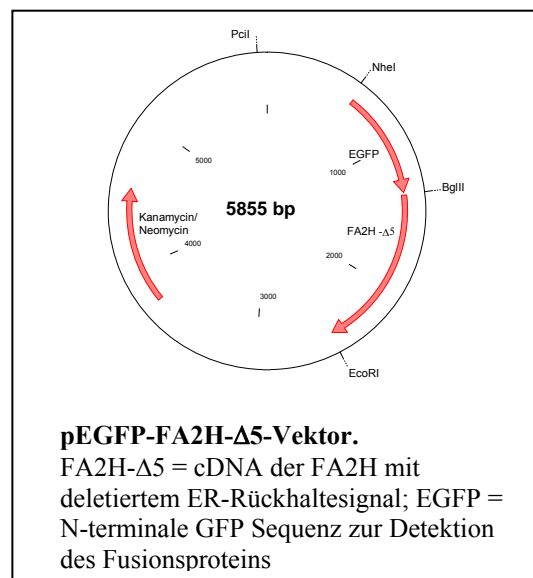 PciI
NheI
I
EGFP
1000
5000
BglII
5855 bp
Kanamycin/
Neomycin
FA2H -Δ5
4000
2000
3000
EcoRI
pEGFP-FA2H-Δ5-Vektor.
FA2H-Δ5 = cDNA der FA2H mit
deletiertem ER-Rückhaltesignal; EGFP =
N-terminale GFP Sequenz zur Detektion
des Fusionsproteins